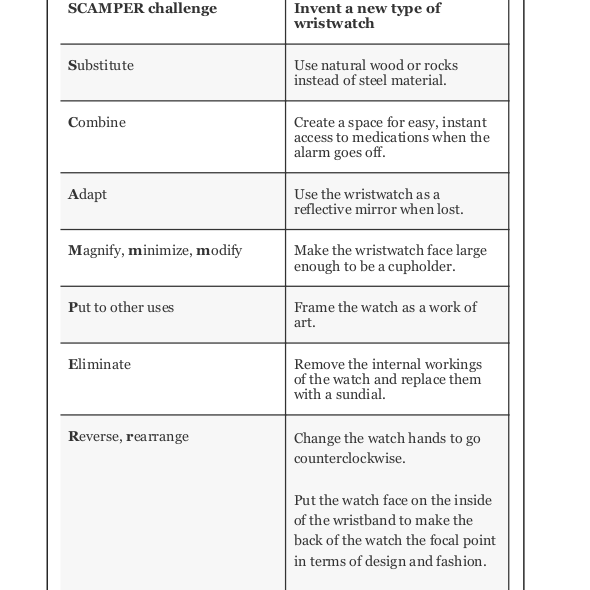 SCAMPER challenge
Invent a new type of
wristwatch
Substitute
Use natural wood or rocks
instead of steel material.
Combine
Create a space for easy, instant
access to medications when the
alarm goes off.
Adapt
Use the wristwatch as a
reflective mirror when lost.
Magnify, minimize, modify
Make the wristwatch face large
enough to be a cupholder.
Put to other uses
Frame the watch as a work of
art.
Eliminate
Remove the internal workings
of the watch and replace them
with a sundial.
Reverse, rearrange
Change the watch hands to go
counterclockwise.
Put the watch face on the inside
of the wristband to make the
back of the watch the focal point
in terms of design and fashion.